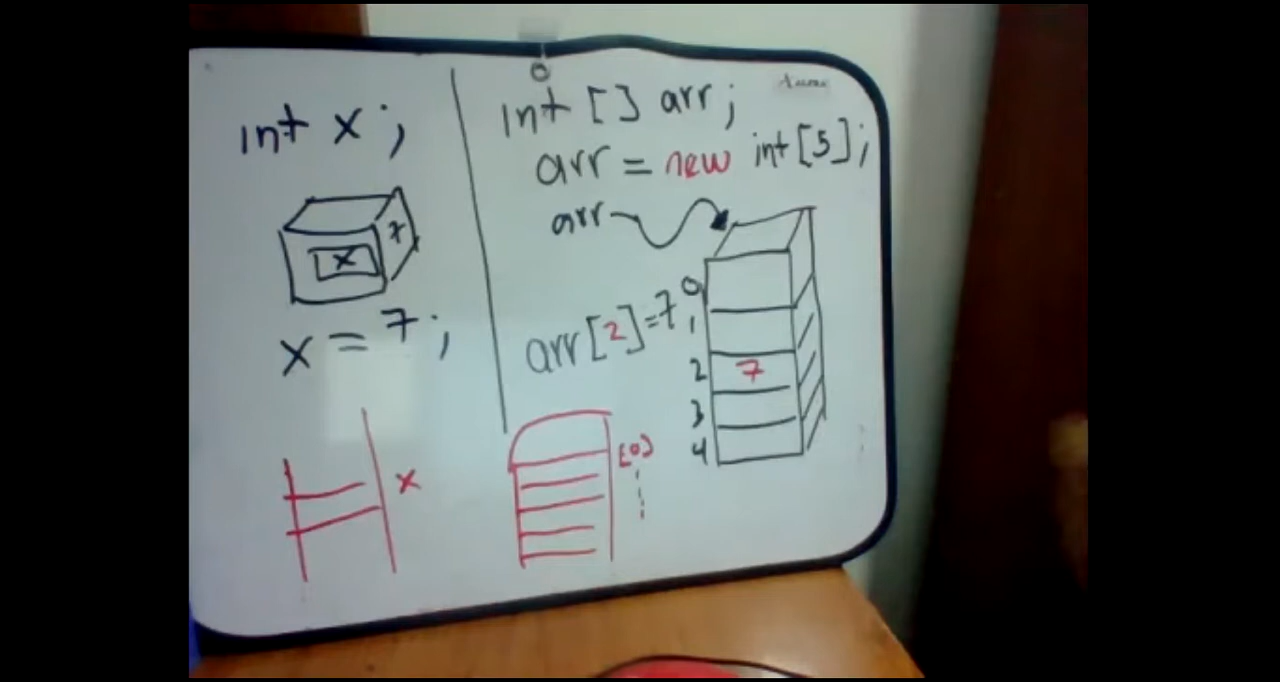 int x;
x
7
x = 7;
x
int [] arr;
arr = new int [5];
arr
arr[2]=7;
0
1
2 7
3
4
[0]